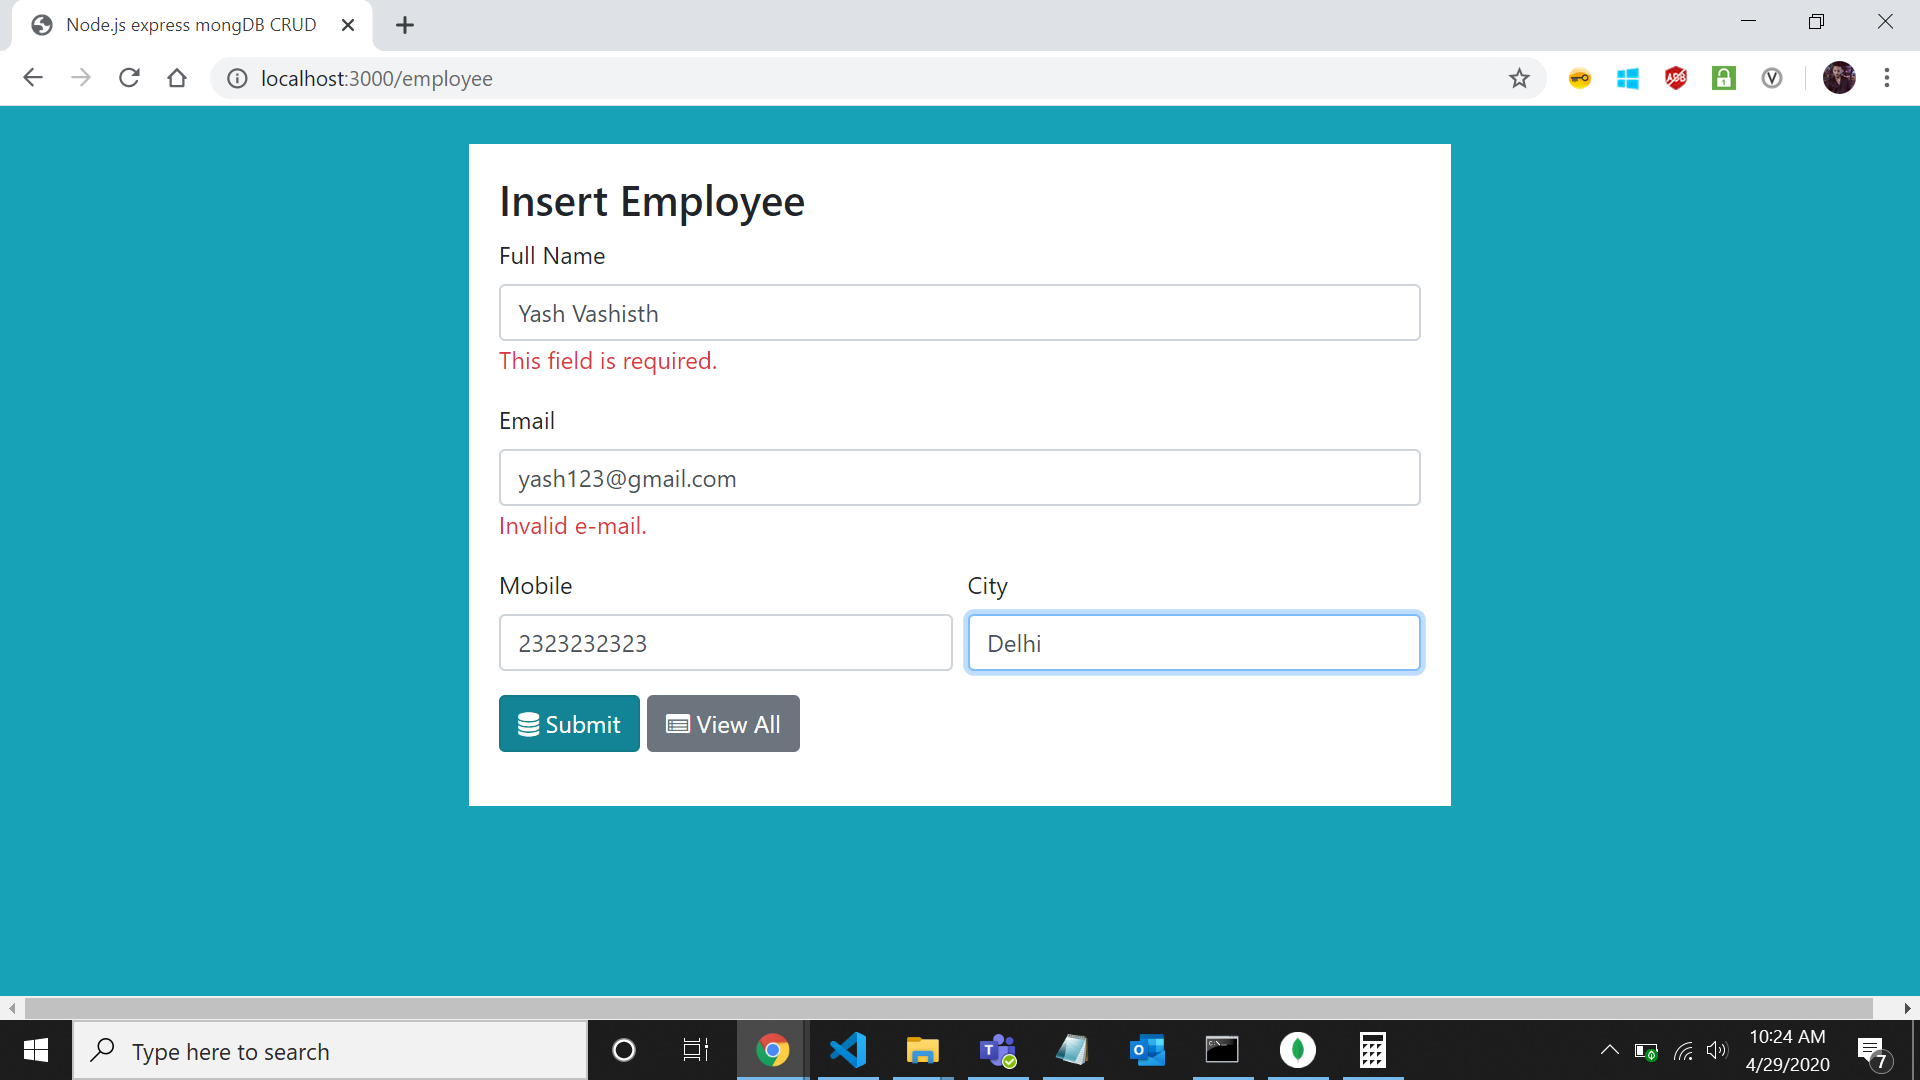 Node.js express mongDB CRUD
localhost:3000/employee
ABB
1
V
Insert Employee
Full Name
Yash Vashisth
This field is required.
Email
yash123@gmail.com
Invalid e-mail.
Mobile City
2323232323 Delhi
Submit View All
Type here to search
10:24 AM
4/29/2020
7